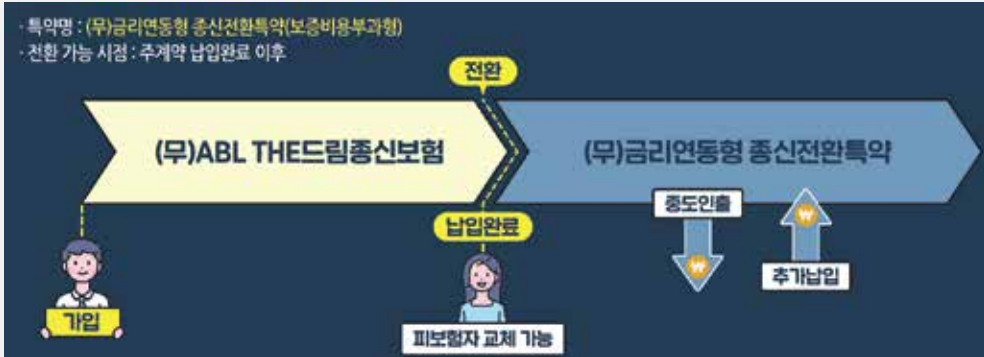 · 특약명 : (무)금리연동형 종신전환특약(보증비용부과형)
· 전환 가능 시점 : 주계약 납입완료 이후
전환
(무)ABL THE드림종신보험
(무)금리연동형 종신전환특약
중도인출
₩
₩
추가납입
납입완료
가입
피보험자 교체 가능